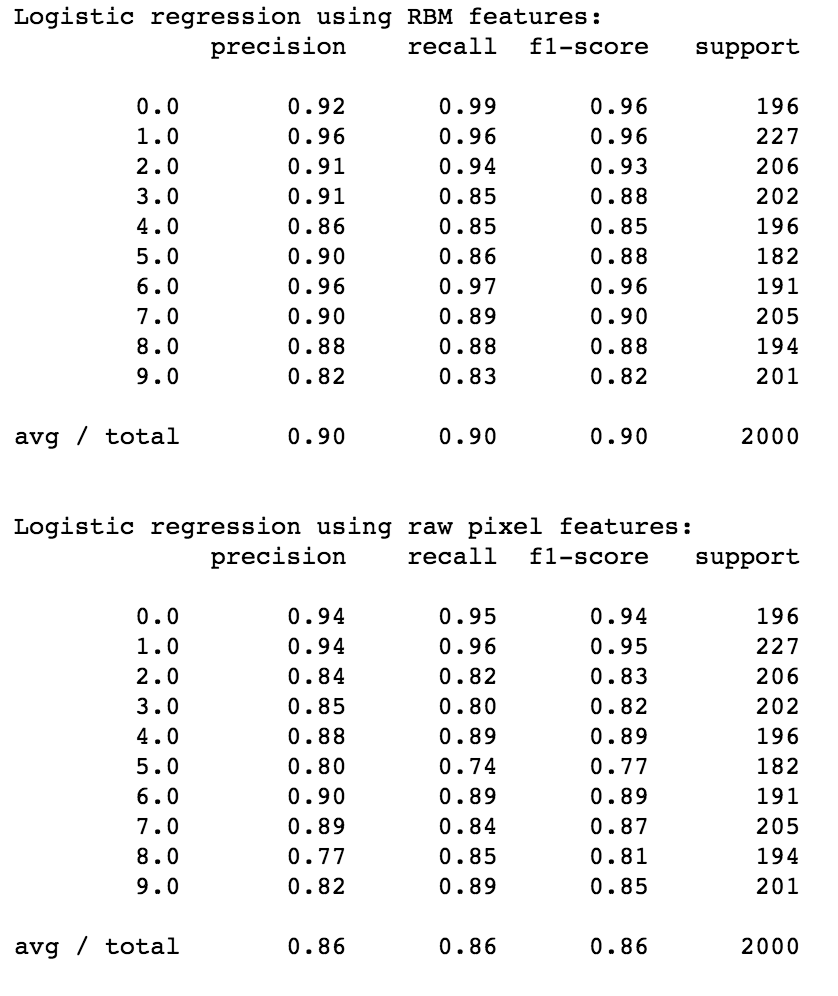 Logistic regression using RBM features:
precision recall f1-score support
0.0 0.92 0.99 0.96 196
1.0 0.96 0.96 0.96 227
2.0 0.91 0.94 0.93 206
3.0 0.91 0.85 0.88 202
4.0 0.86 0.85 0.85 196
5.0 0.90 0.86 0.88 182
6.0 0.96 0.97 0.96 191
7.0 0.90 0.89 0.90 205
8.0 0.88 0.88 0.88 194
9.0 0.82 0.83 0.82 201
avg / total 0.90 0.90 0.90 2000
Logistic regression using raw pixel features:
precision recall f1-score support
0.0 0.94 0.95 0.94 196
1.0 0.94 0.96 0.95 227
2.0 0.84 0.82 0.83 206
3.0 0.85 0.80 0.82 202
4.0 0.88 0.89 0.89 196
5.0 0.80 0.74 0.77 182
6.0 0.90 0.89 0.89 191
7.0 0.89 0.84 0.87 205
8.0 0.77 0.85 0.81 194
9.0 0.82 0.89 0.85 201
avg / total 0.86 0.86 0.86 2000